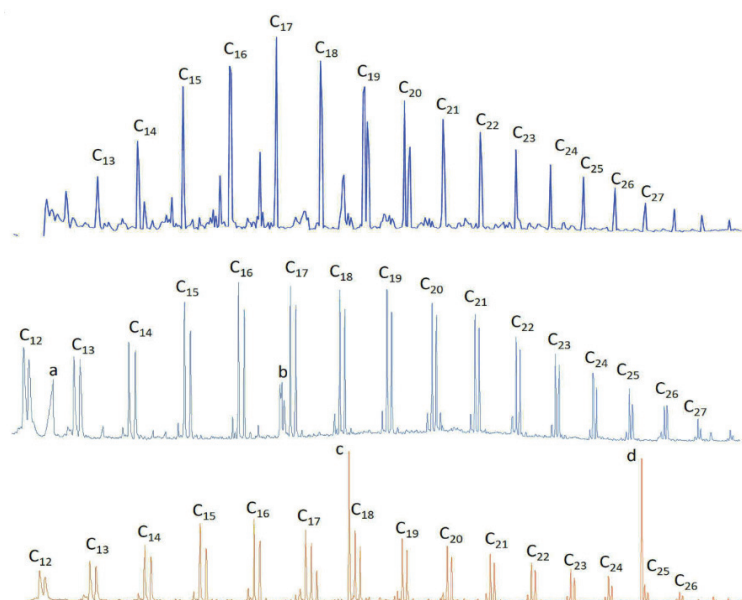 C₁₃ C₁₄ C₁₅ C₁₆ C₁₇ C₁₈ C₁₉ C₂₀ C₂₁ C₂₂ C₂₃ C₂₄ C₂₅ C₂₆ C₂₇
C₁₂ a C₁₃ C₁₄ C₁₅ C₁₆ b C₁₇ C₁₈ C₁₉ C₂₀ C₂₁ C₂₂ C₂₃ C₂₄ C₂₅ C₂₆ C₂₇
C₁₂ C₁₃ C₁₄ C₁₅ C₁₆ C₁₇ c C₁₈ C₁₉ C₂₀ C₂₁ C₂₂ C₂₃ C₂₄ d C₂₅ C₂₆